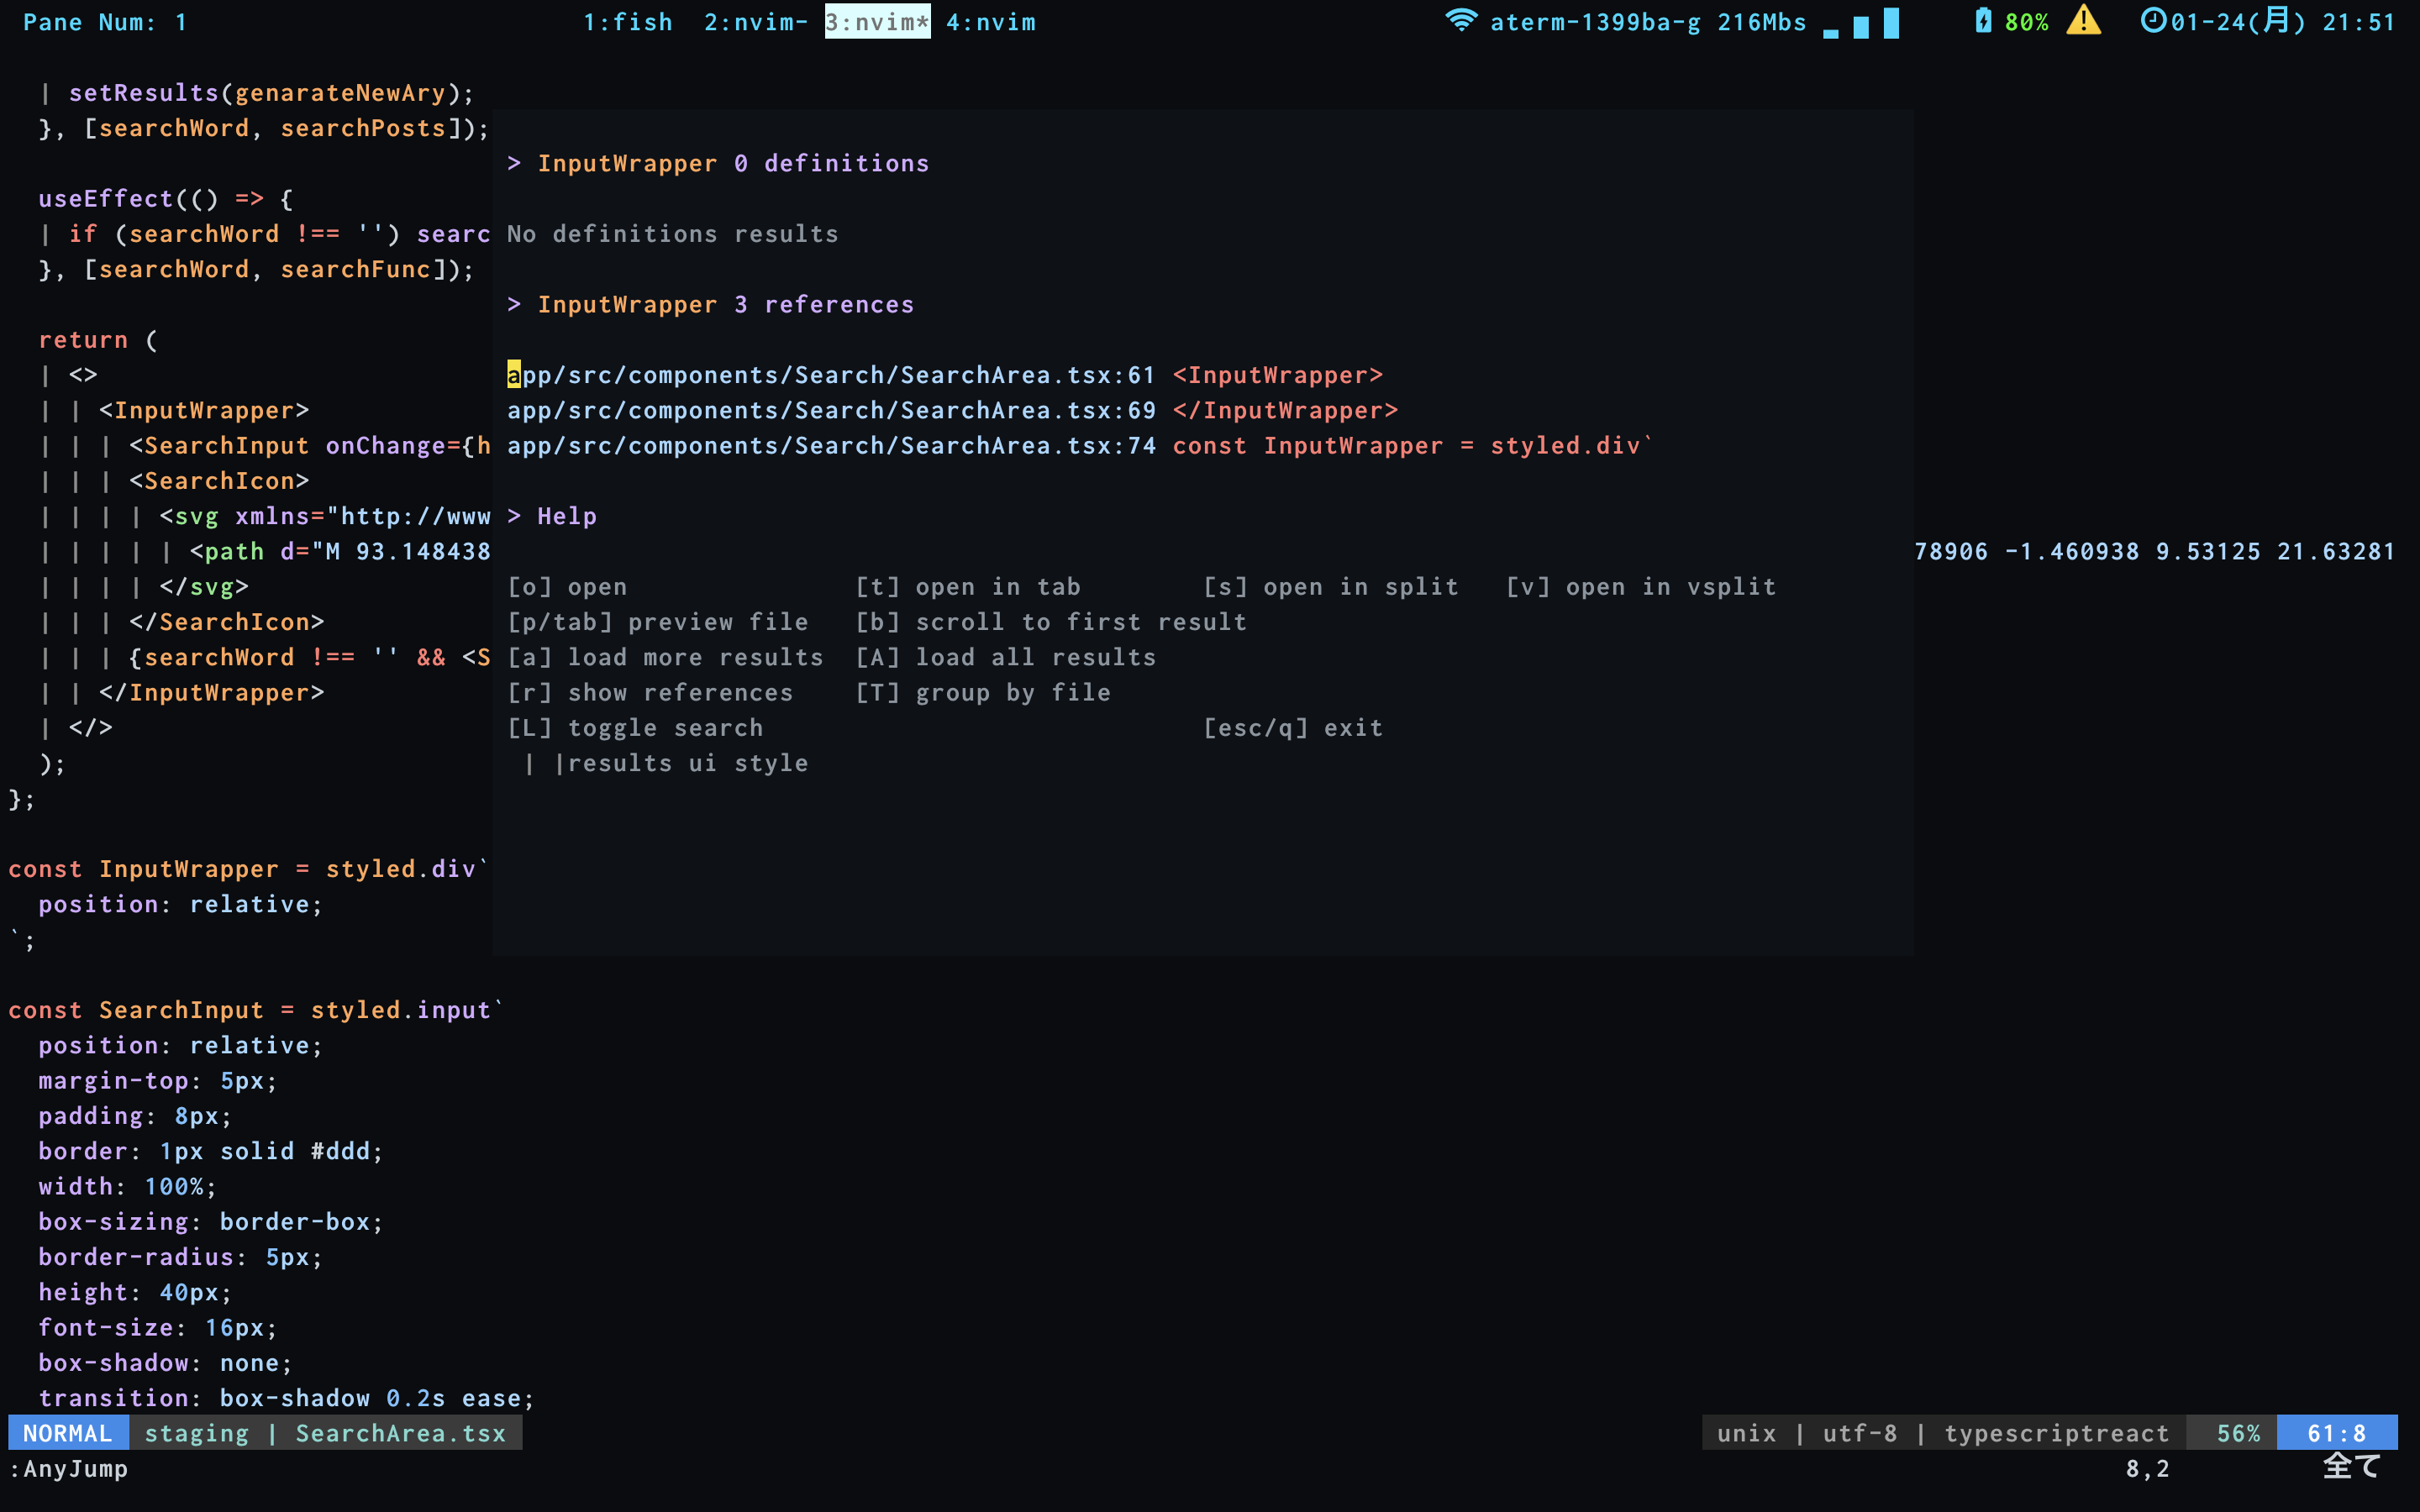 Pane Num: 1 1:fish 2:nvim- 3:nvim* 4:nvim aterm-1399ba-g 216Mbs 80% 01-24(月) 21:51
| setResults(genarateNewAry);
}, [searchWord, searchPosts]);
useEffect(() => {
| if (searchWord !== '') searc
}, [searchWord, searchFunc]);
return (
| <>
| | <InputWrapper>
| | | <SearchInput onChange={h
| | | <SearchIcon>
| | | | <svg xmlns="http://www
| | | | | <path d="M 93.148438
| | | | </svg>
| | | </SearchIcon>
| | | {searchWord !== '' && <S
| | </InputWrapper>
| </>
);
};
const InputWrapper = styled.div`
position: relative;
`;
const SearchInput = styled.input`
position: relative;
margin-top: 5px;
padding: 8px;
border: 1px solid #ddd;
width: 100%;
box-sizing: border-box;
border-radius: 5px;
height: 40px;
font-size: 16px;
box-shadow: none;
transition: box-shadow 0.2s ease;
> InputWrapper 0 definitions
No definitions results
> InputWrapper 3 references
app/src/components/Search/SearchArea.tsx:61 <InputWrapper>
app/src/components/Search/SearchArea.tsx:69 </InputWrapper>
app/src/components/Search/SearchArea.tsx:74 const InputWrapper = styled.div`
> Help
[o] open [t] open in tab [s] open in split [v] open in vsplit
[p/tab] preview file [b] scroll to first result
[a] load more results [A] load all results
[r] show references [T] group by file
[L] toggle search [esc/q] exit
| |results ui style
78906 -1.460938 9.53125 21.63281
NORMAL staging | SearchArea.tsx unix | utf-8 | typescriptreact 56% 61:8
:AnyJump 8,2 全て